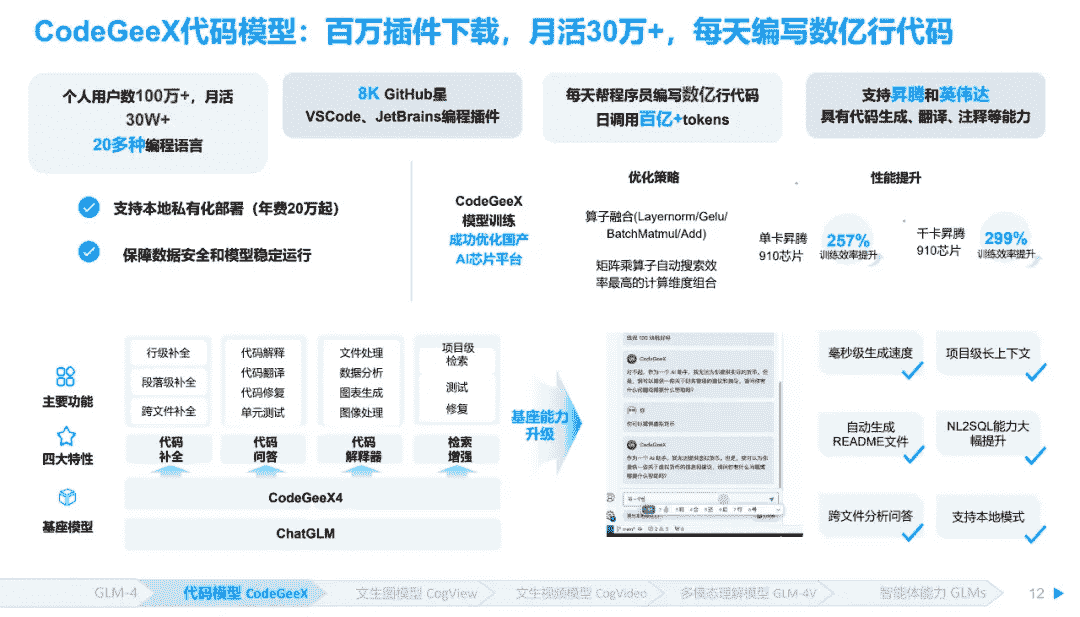 CodeGeeX代码模型：百万插件下载，月活30万+，每天编写数亿行代码
个人用户数100万+，月活
30W+
20多种编程语言
8K GitHub星
VSCode、JetBrains编程插件
每天帮程序员编写数亿行代码
日调用百亿+tokens
支持昇腾和英伟达
具有代码生成、翻译、注释等能力
支持本地私有化部署（年费20万起）
保障数据安全和模型稳定运行
CodeGeeX
模型训练
成功优化国产
AI芯片平台
优化策略
算子融合(Layernorm/Gelu/
BatchMatmul/Add)
矩阵乘算子自动搜索效
率最高的计算维度组合
性能提升
单卡昇腾
910芯片
257%
训练效率提升
千卡昇腾
910芯片
299%
训练效率提升
主要功能
四大特性
基座模型
行级补全
段落级补全
跨文件补全
代码
补全
代码解释
代码翻译
代码修复
单元测试
代码
问答
文件处理
数据分析
图表生成
图像处理
代码
解释器
项目级
检索
测试
修复
检索
增强
CodeGeeX4
ChatGLM
基座能力
升级
CodeGeeX
你
CodeGeeX
毫秒级生成速度
项目级长上下文
自动生成
README文件
NL2SQL能力大
幅提升
跨文件分析问答
支持本地模式
GLM-4
代码模型 CodeGeeX
文生图模型 CogView
文生视频模型 CogVideo
多模态理解模型 GLM-4V
智能体能力 GLMs
12